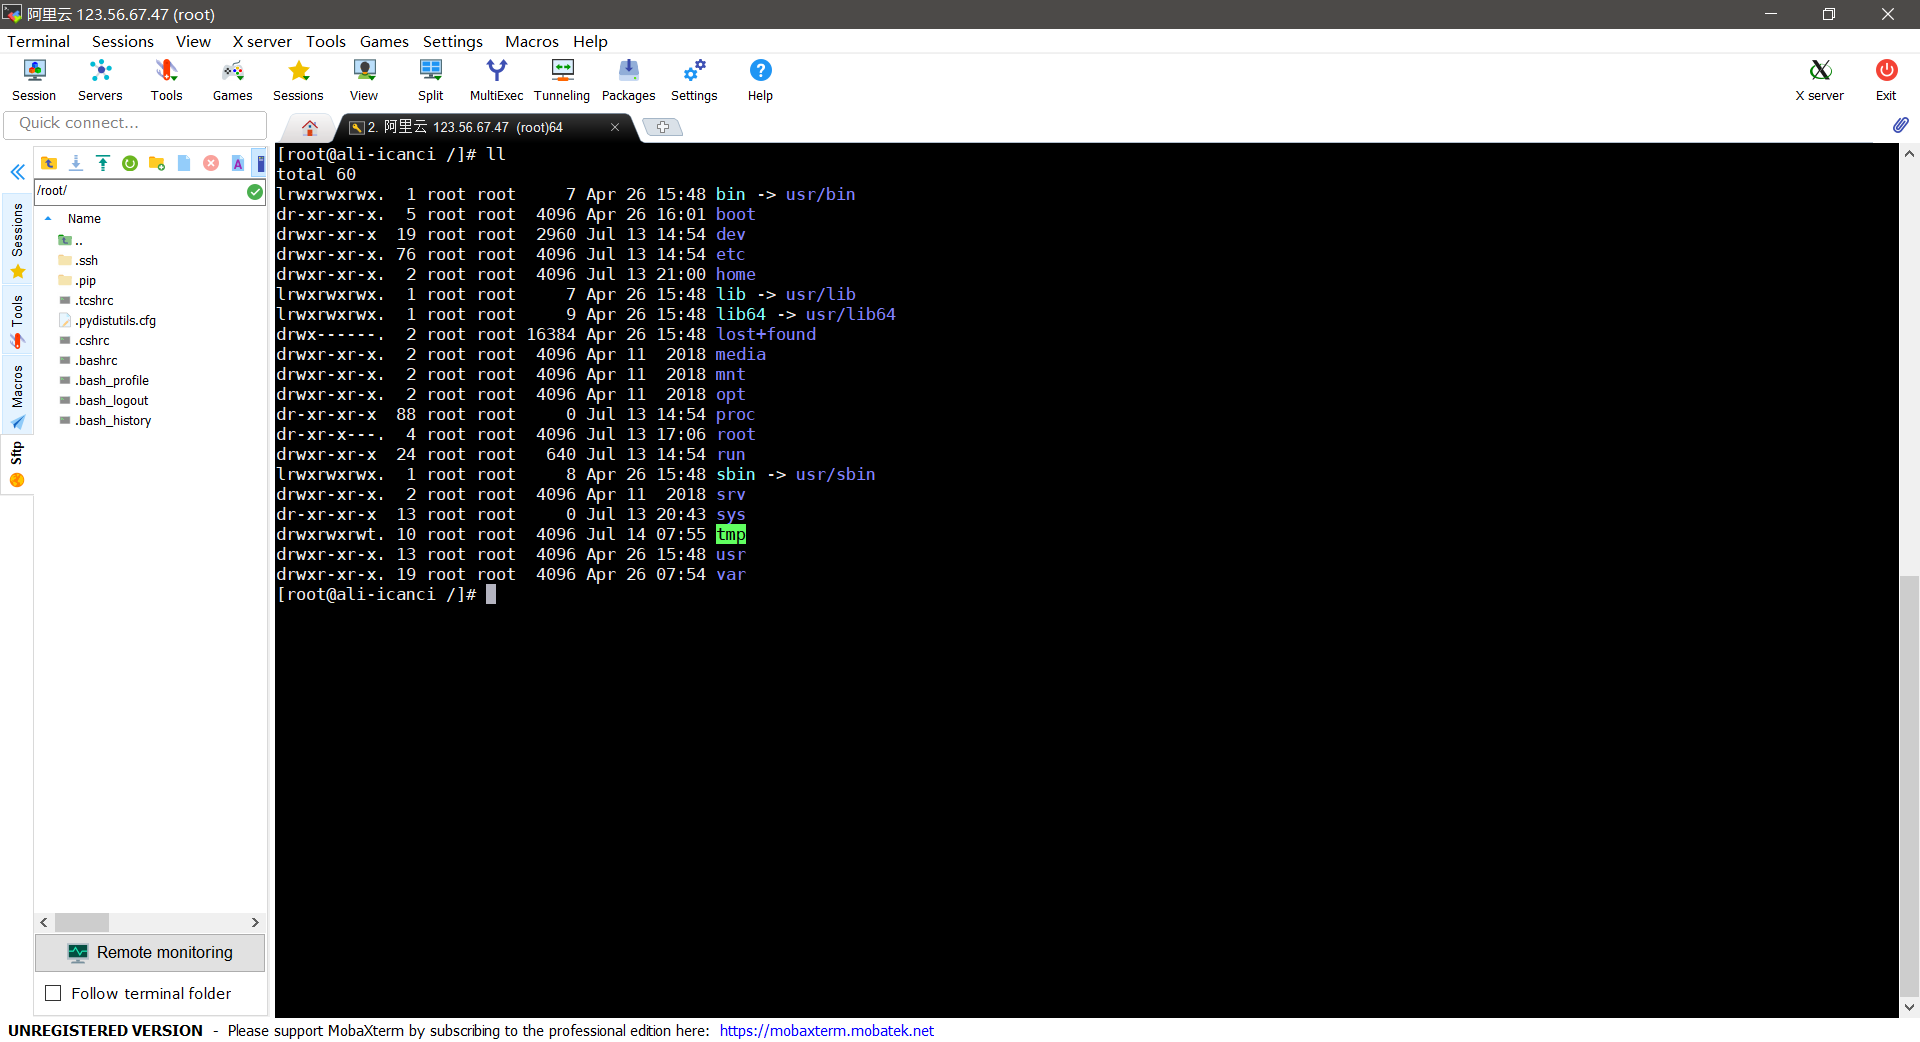 阿里云 123.56.67.47 (root)
Terminal Sessions View X server Tools Games Settings Macros Help
Session Servers Tools Games Sessions View Split MultiExec Tunneling Packages Settings Help X server Exit
Quick connect...
2. 阿里云 123.56.67.47 (root)64
/root/
Name
..
.ssh
.pip
.tcshrc
.pydistutils.cfg
.cshrc
.bashrc
.bash_profile
.bash_logout
.bash_history
Sessions
Tools
Macros
Sftp
Remote monitoring
Follow terminal folder
[root@ali-icanci /]# ll
total 60
lrwxrwxrwx.  1 root root     7 Apr 26 15:48 bin -> usr/bin
dr-xr-xr-x.  5 root root  4096 Apr 26 16:01 boot
drwxr-xr-x  19 root root  2960 Jul 13 14:54 dev
drwxr-xr-x. 76 root root  4096 Jul 13 14:54 etc
drwxr-xr-x.  2 root root  4096 Jul 13 21:00 home
lrwxrwxrwx.  1 root root     7 Apr 26 15:48 lib -> usr/lib
lrwxrwxrwx.  1 root root     9 Apr 26 15:48 lib64 -> usr/lib64
drwx------.  2 root root 16384 Apr 26 15:48 lost+found
drwxr-xr-x.  2 root root  4096 Apr 11  2018 media
drwxr-xr-x.  2 root root  4096 Apr 11  2018 mnt
drwxr-xr-x.  2 root root  4096 Apr 11  2018 opt
dr-xr-xr-x  88 root root     0 Jul 13 14:54 proc
dr-xr-x---.  4 root root  4096 Jul 13 17:06 root
drwxr-xr-x  24 root root   640 Jul 13 14:54 run
lrwxrwxrwx.  1 root root     8 Apr 26 15:48 sbin -> usr/sbin
drwxr-xr-x.  2 root root  4096 Apr 11  2018 srv
dr-xr-xr-x  13 root root     0 Jul 13 20:43 sys
drwxrwxrwt. 10 root root  4096 Jul 14 07:55 tmp
drwxr-xr-x. 13 root root  4096 Apr 26 15:48 usr
drwxr-xr-x. 19 root root  4096 Apr 26 07:54 var
[root@ali-icanci /]#
UNREGISTERED VERSION - Please support MobaXterm by subscribing to the professional edition here: https://mobaxterm.mobatek.net